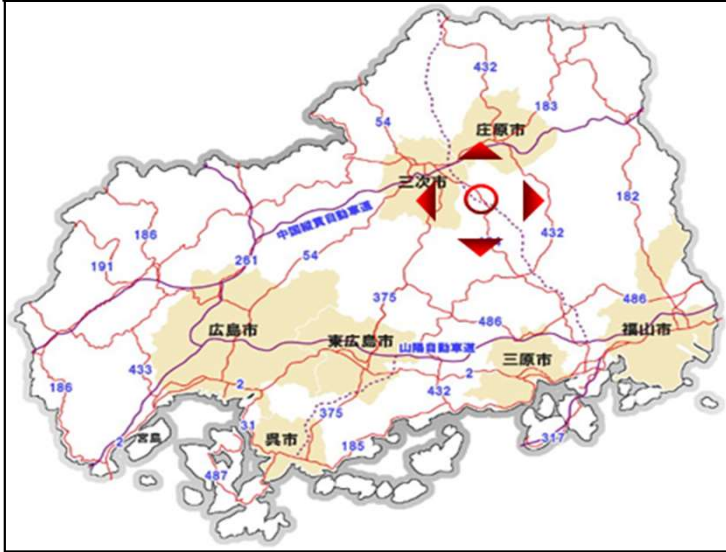 432
183
54
庄原市
三次市
182
中国縦貫自動車道
186
432
191
261
54
375
486
486
広島市
東広島市
山陽自動車道
福山市
三原市
433
2
2
186
432
375
31
呉市
185
317
2
宮島
487